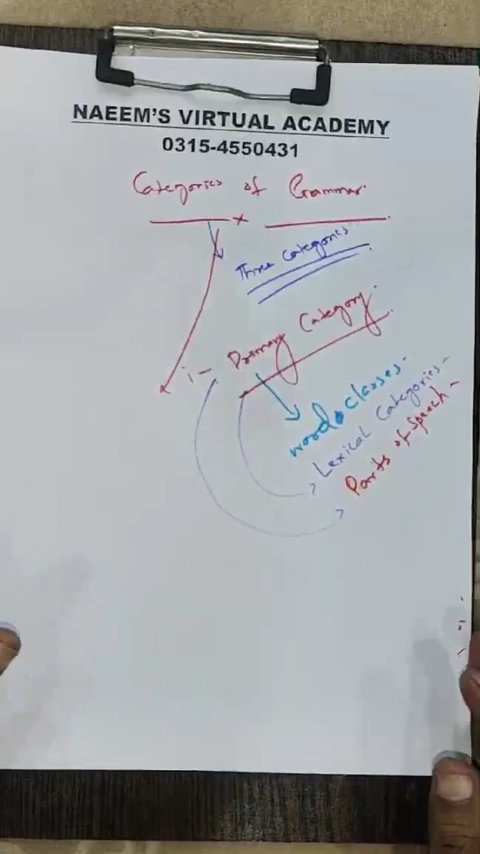 NAEEM'S VIRTUAL ACADEMY
0315-4550431
Categories of Grammar.
Three Categories
i- Primary Category.
word classes-
Lexical Categories-
Parts of Speech-